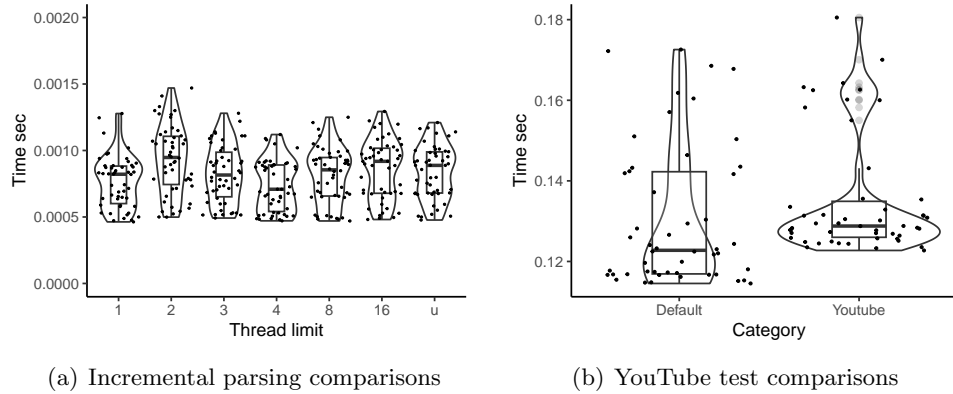 0.0020
0.0015
0.0010
0.0005
0.0000
Time sec
1 2 3 4 8 16 u
Thread limit
(a) Incremental parsing comparisons
0.18
0.16
0.14
0.12
Time sec
Default Youtube
Category
(b) YouTube test comparisons